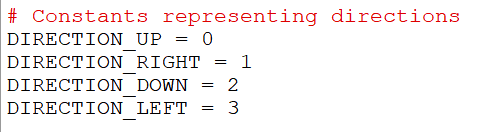 # Constants representing directions
DIRECTION_UP = 0
DIRECTION_RIGHT = 1
DIRECTION_DOWN = 2
DIRECTION_LEFT = 3